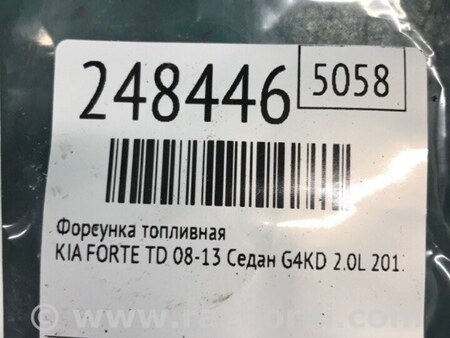 248446
5058
Форсунка топливная
KIA FORTE TD 08-13 Седан G4KD 2.0L 201